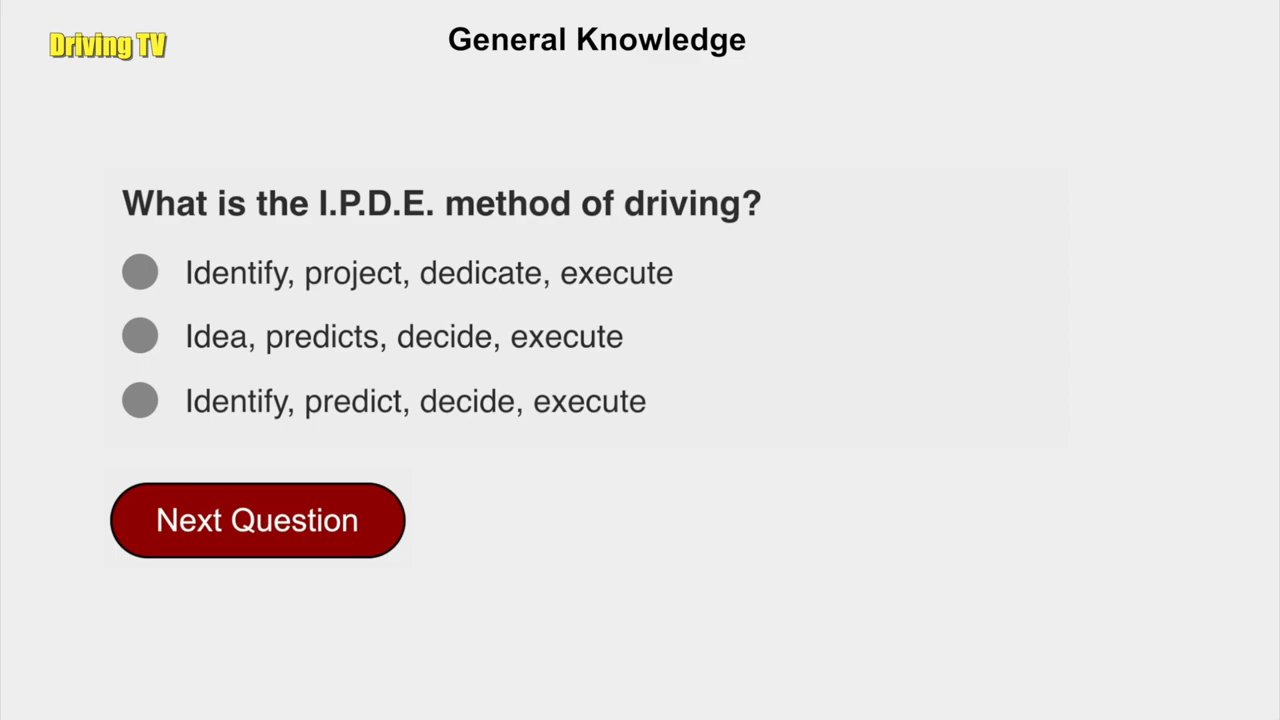 Driving TV
General Knowledge
What is the I.P.D.E. method of driving?
Identify, project, dedicate, execute
Idea, predicts, decide, execute
Identify, predict, decide, execute
Next Question